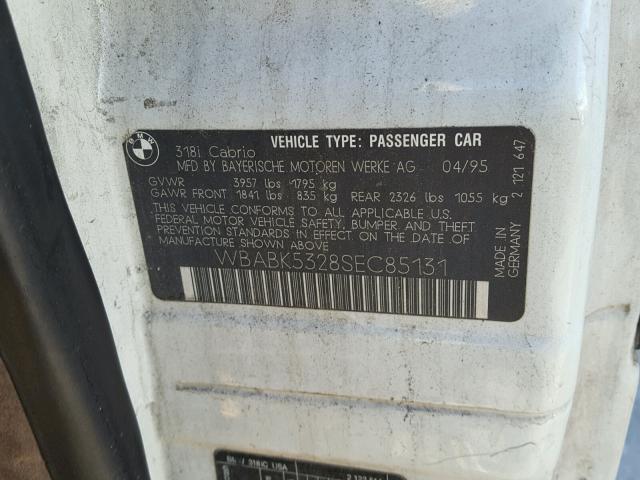 BMW
318i Cabrio VEHICLE TYPE: PASSENGER CAR
MFD BY BAYERISCHE MOTOREN WERKE AG 04/95
GVWR 3957 lbs 1795 kg
GAWR FRONT 1841 lbs 835 kg REAR 2326 lbs 1055 kg
THIS VEHICLE CONFORMS TO ALL APPLICABLE U.S.
FEDERAL MOTOR VEHICLE SAFETY, BUMPER AND THEFT
PREVENTION STANDARDS IN EFFECT ON THE DATE OF
MANUFACTURE SHOWN ABOVE
WBABK5328SEC85131
MADE IN
GERMANY
2 121 647
318iC USA